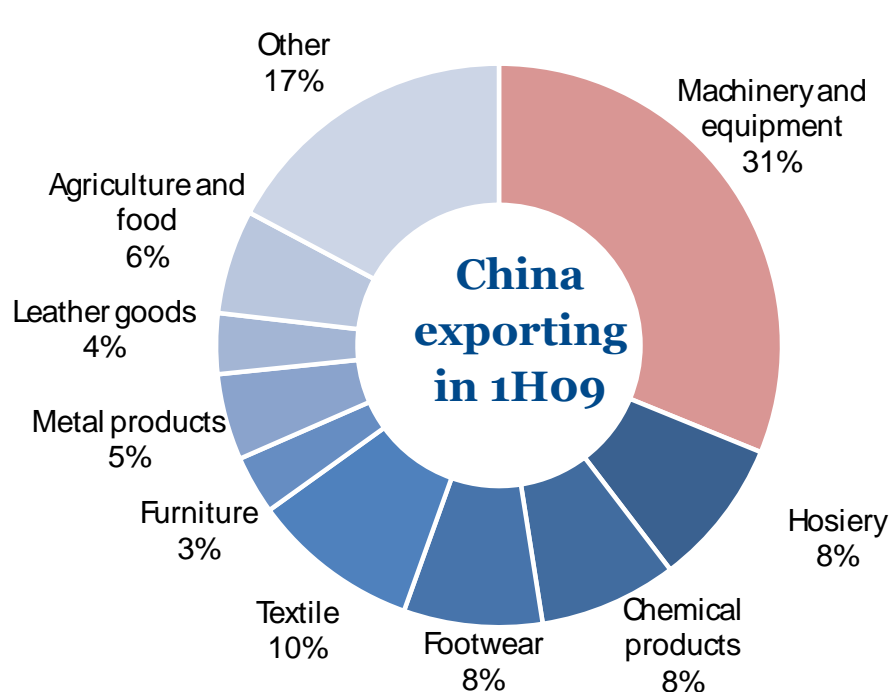 Other
17%
Machinery and
equipment
31%
Agriculture and
food
6%
China
exporting
in 1H09
Leather goods
4%
Metal products
5%
Furniture
3%
Hosiery
8%
Textile
10%
Footwear
8%
Chemical
products
8%